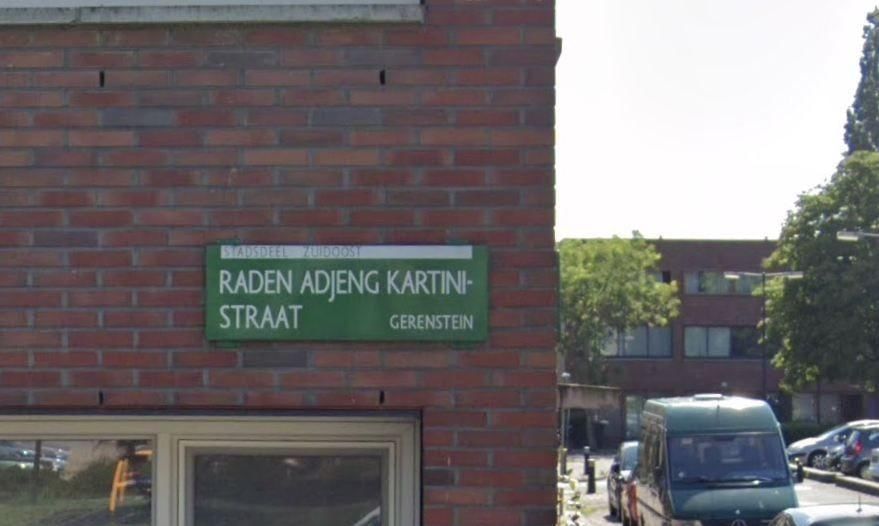 STADSDEEL ZUIDOOST
RADEN ADJENG KARTINI-
STRAAT GERENSTEIN